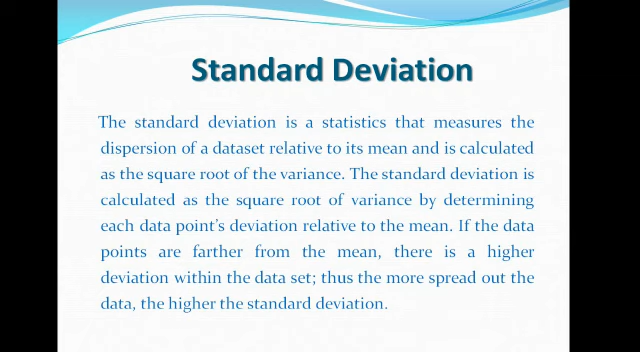 Standard Deviation
The standard deviation is a statistics that measures the
dispersion of a dataset relative to its mean and is calculated
as the square root of the variance. The standard deviation is
calculated as the square root of variance by determining
each data point's deviation relative to the mean. If the data
points are farther from the mean, there is a higher
deviation within the data set; thus the more spread out the
data, the higher the standard deviation.